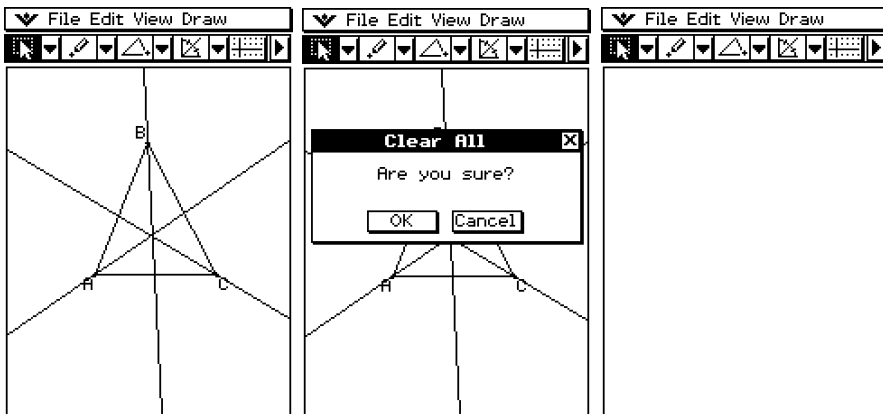 File Edit View Draw
B
A
C
File Edit View Draw
Clear All
Are you sure?
OK Cancel
A
C
File Edit View Draw